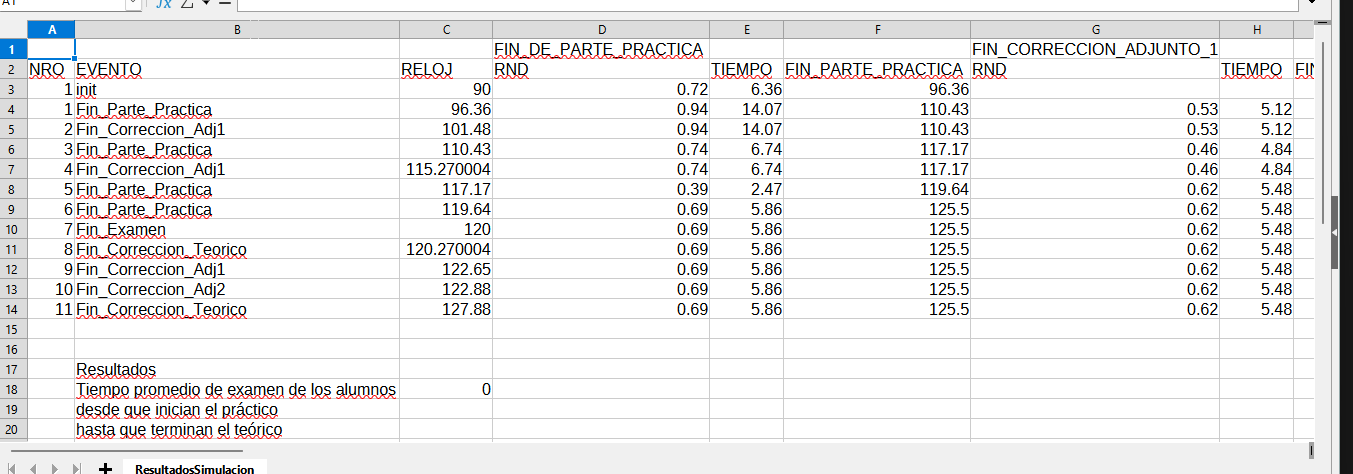 A1
A B C D E F G H
1 FIN_DE_PARTE_PRACTICA FIN_CORRECCION_ADJUNTO_1
2 NRO EVENTO RELOJ RND TIEMPO FIN_PARTE_PRACTICA RND TIEMPO FIN
3 1 init 90 0.72 6.36 96.36
4 1 Fin_Parte_Practica 96.36 0.94 14.07 110.43 0.53 5.12
5 2 Fin_Correccion_Adj1 101.48 0.94 14.07 110.43 0.53 5.12
6 3 Fin_Parte_Practica 110.43 0.74 6.74 117.17 0.46 4.84
7 4 Fin_Correccion_Adj1 115.270004 0.74 6.74 117.17 0.46 4.84
8 5 Fin_Parte_Practica 117.17 0.39 2.47 119.64 0.62 5.48
9 6 Fin_Parte_Practica 119.64 0.69 5.86 125.5 0.62 5.48
10 7 Fin_Examen 120 0.69 5.86 125.5 0.62 5.48
11 8 Fin_Correccion_Teorico 120.270004 0.69 5.86 125.5 0.62 5.48
12 9 Fin_Correccion_Adj1 122.65 0.69 5.86 125.5 0.62 5.48
13 10 Fin_Correccion_Adj2 122.88 0.69 5.86 125.5 0.62 5.48
14 11 Fin_Correccion_Teorico 127.88 0.69 5.86 125.5 0.62 5.48
15
16
17 Resultados
18 Tiempo promedio de examen de los alumnos 0
19 desde que inician el práctico
20 hasta que terminan el teórico
ResultadosSimulacion